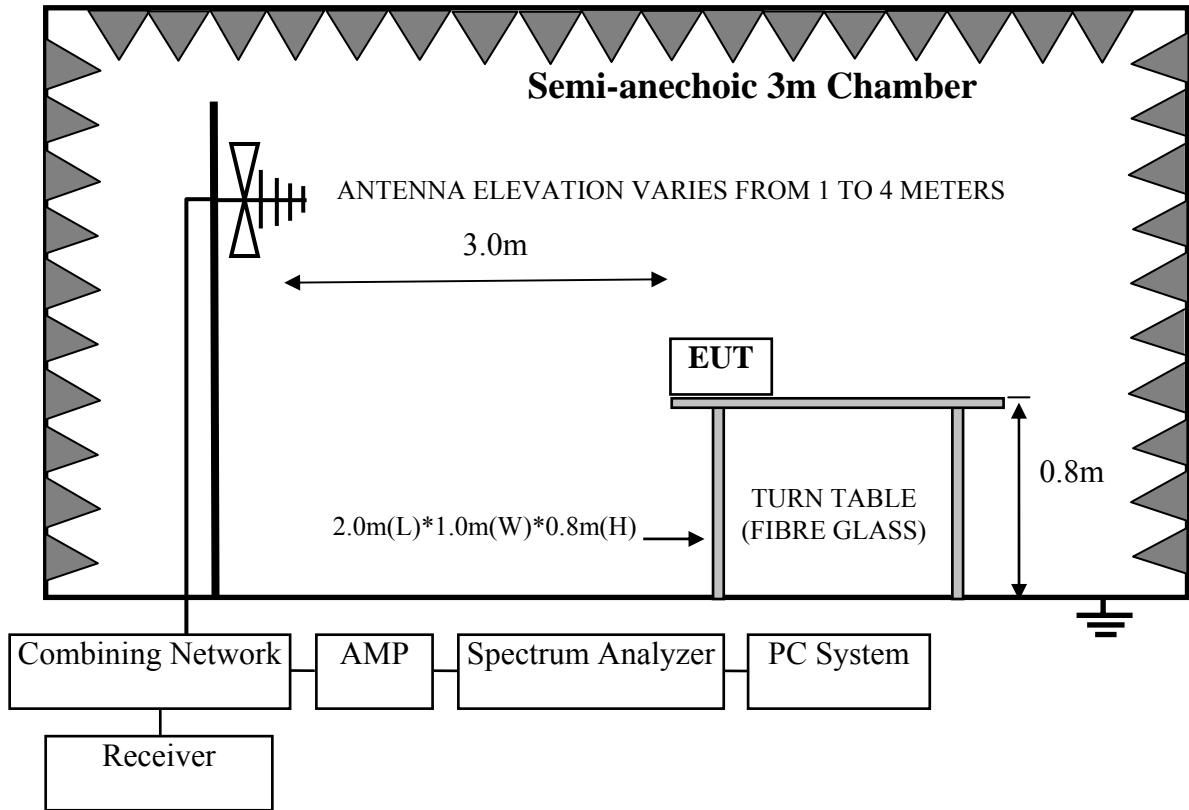 Semi-anechoic 3m Chamber
ANTENNA ELEVATION VARIES FROM 1 TO 4 METERS
3.0m
EUT
0.8m
TURN TABLE
(FIBRE GLASS)
2.0m(L)*1.0m(W)*0.8m(H)
Combining Network
AMP
Spectrum Analyzer
PC System
Receiver